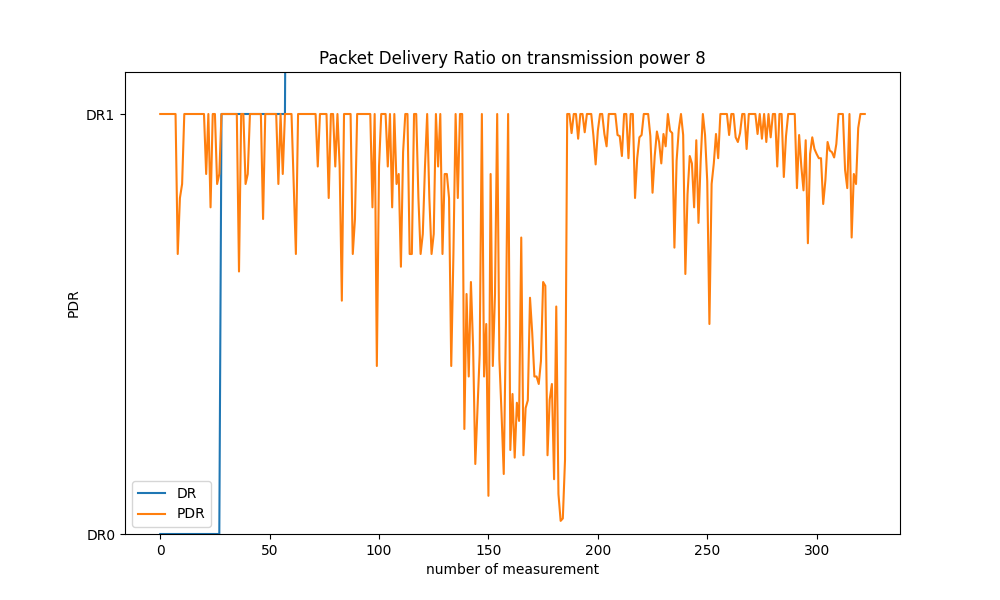 Packet Delivery Ratio on transmission power 8
DR1
PDR
DR0
DR
PDR
0 50 100 150 200 250 300
number of measurement